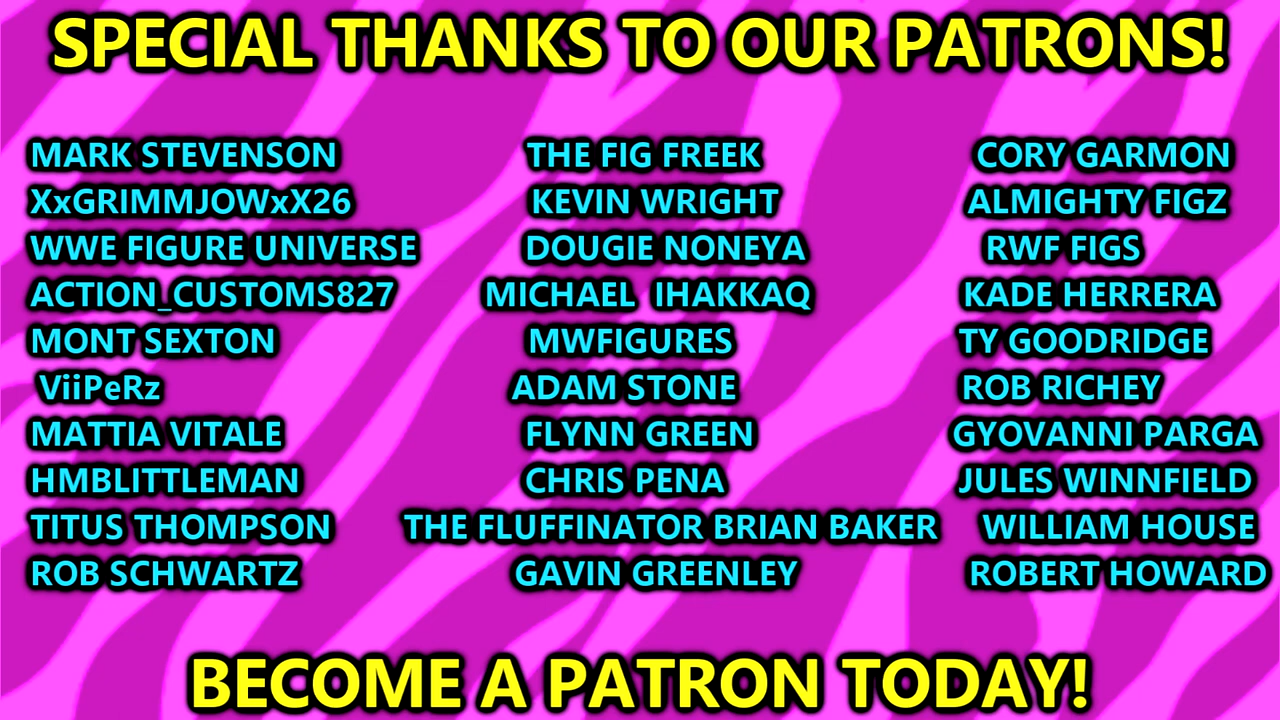 SPECIAL THANKS TO OUR PATRONS!
MARK STEVENSON THE FIG FREEK CORY GARMON
XxGRIMMJOWxX26 KEVIN WRIGHT ALMIGHTY FIGZ
WWE FIGURE UNIVERSE DOUGIE NONEYA RWF FIGS
ACTION_CUSTOMS827 MICHAEL IHAKKAQ KADE HERRERA
MONT SEXTON MWFIGURES TY GOODRIDGE
ViiPeRz ADAM STONE ROB RICHEY
MATTIA VITALE FLYNN GREEN GYOVANNI PARGA
HMBLITTLEMAN CHRIS PENA JULES WINNFIELD
TITUS THOMPSON THE FLUFFINATOR BRIAN BAKER WILLIAM HOUSE
ROB SCHWARTZ GAVIN GREENLEY ROBERT HOWARD
BECOME A PATRON TODAY!